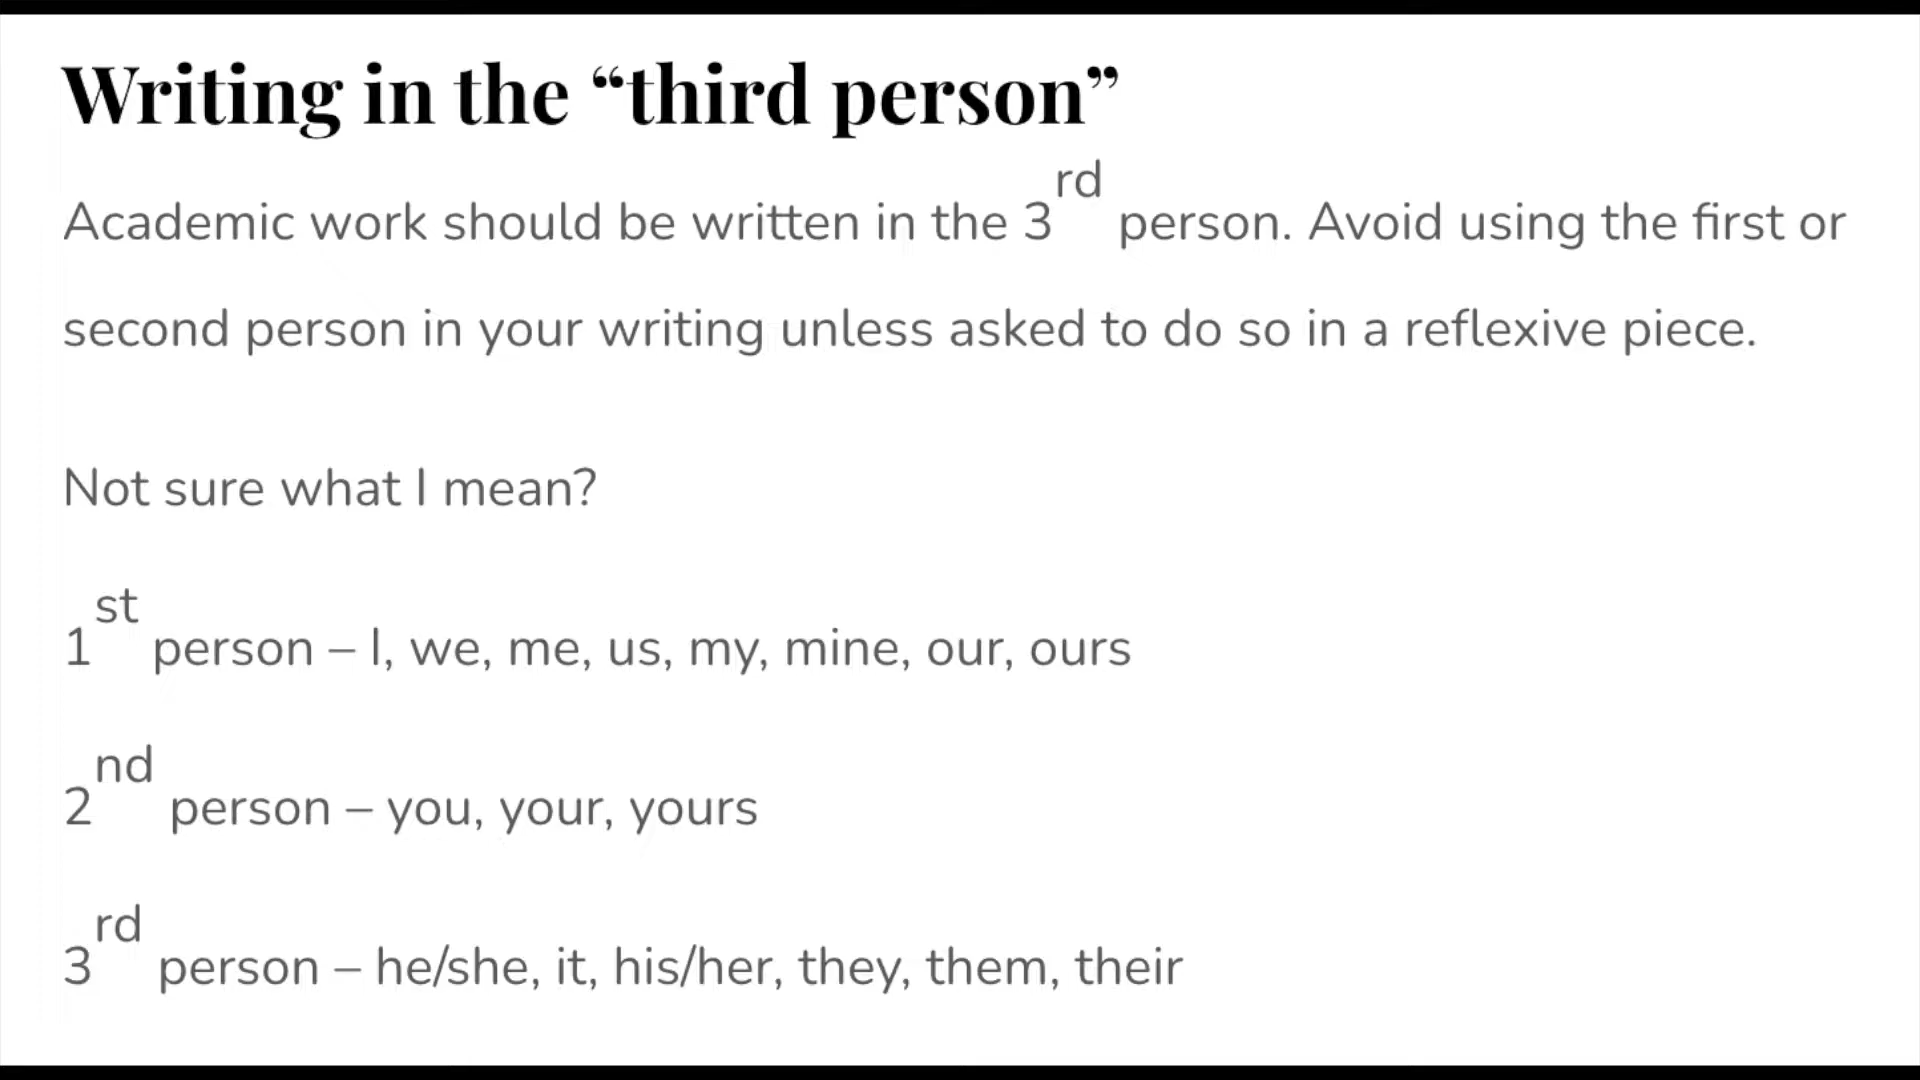 Writing in the “third person”
Academic work should be written in the 3rd person. Avoid using the first or
second person in your writing unless asked to do so in a reflexive piece.
Not sure what I mean?
1st person – I, we, me, us, my, mine, our, ours
2nd person – you, your, yours
3rd person – he/she, it, his/her, they, them, their